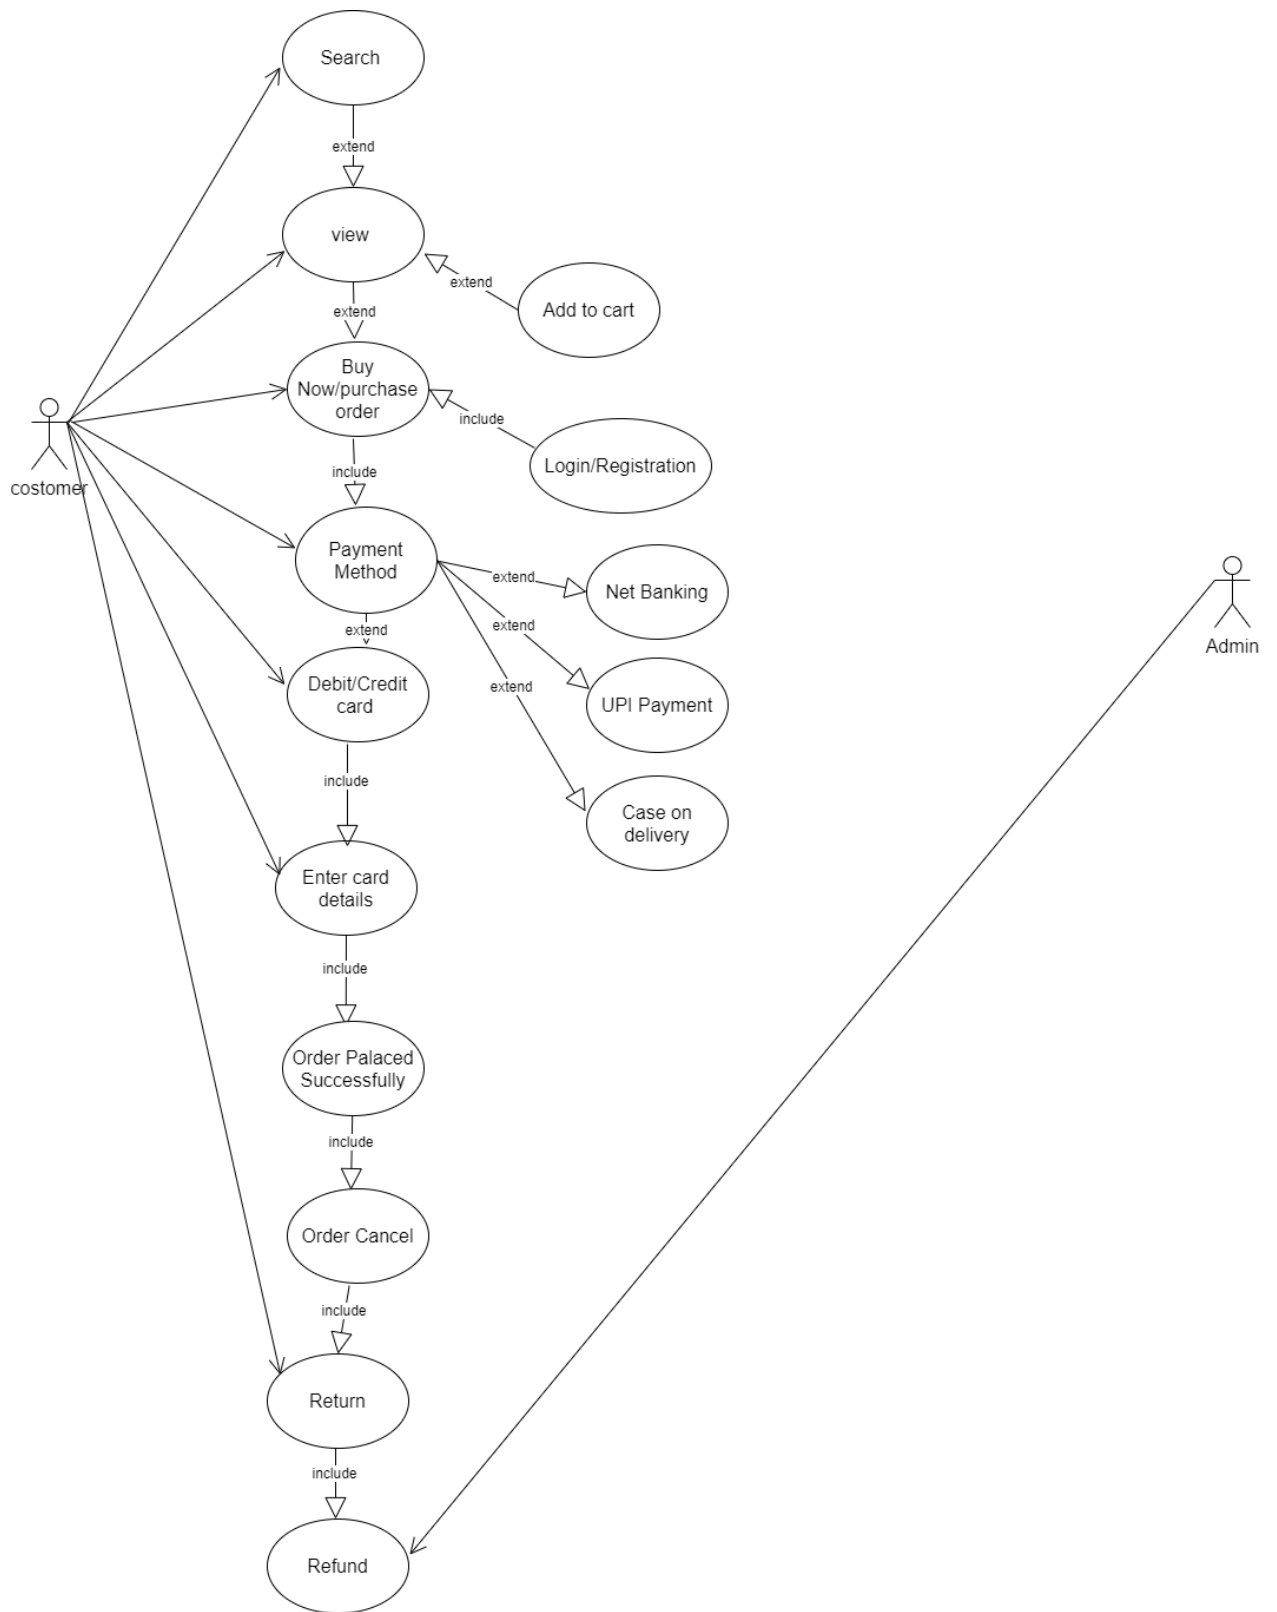 Search
extend
view
extend
Add to cart
extend
Buy
Now/purchase
order
include
Login/Registration
include
costomer
Payment
Method
extend
Net Banking
extend
UPI Payment
extend
Case on
delivery
extend
Admin
Debit/Credit
card
include
Enter card
details
include
Order Palaced
Successfully
include
Order Cancel
include
Return
include
Refund